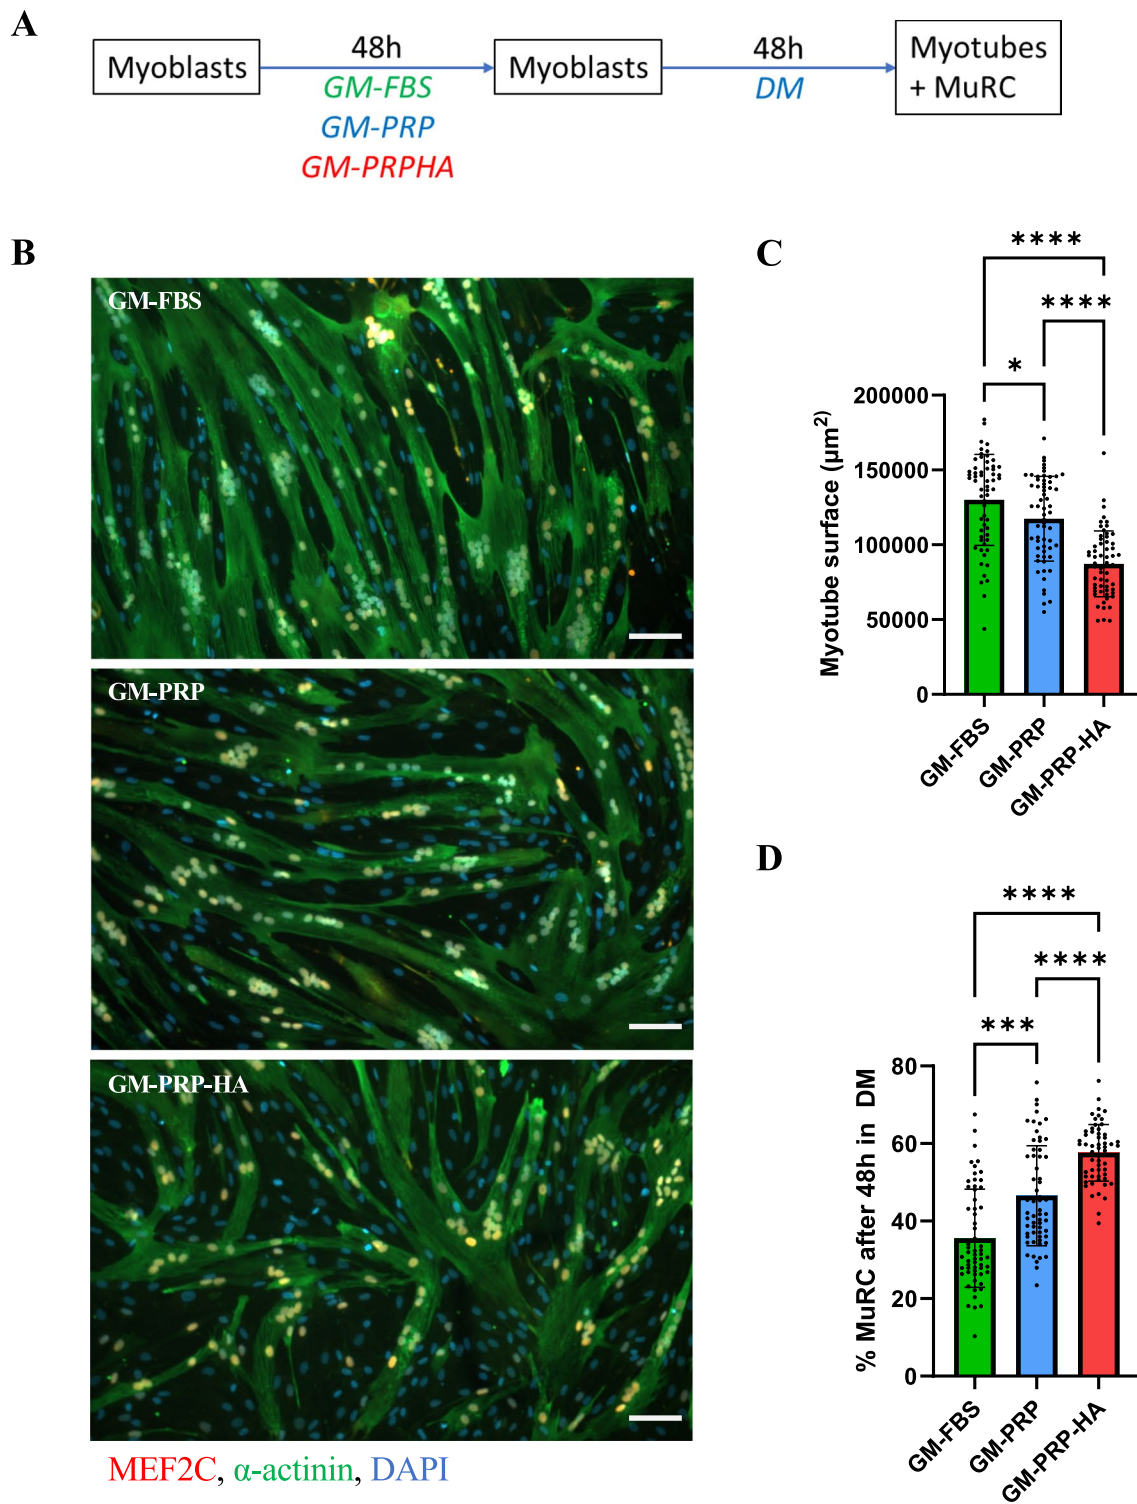 A
Myoblasts
48h
GM-FBS
GM-PRP
GM-PRPHA
Myoblasts
48h
DM
Myotubes
+ MuRC
B
GM-FBS
GM-PRP
GM-PRP-HA
MEF2C, α-actinin, DAPI
C
****
****
*
Myotube surface (µm²)
200000
150000
100000
50000
0
GM-FBS
GM-PRP
GM-PRP-HA
D
****
****
***
% MuRC after 48h in DM
80
60
40
20
0
GM-FBS
GM-PRP
GM-PRP-HA